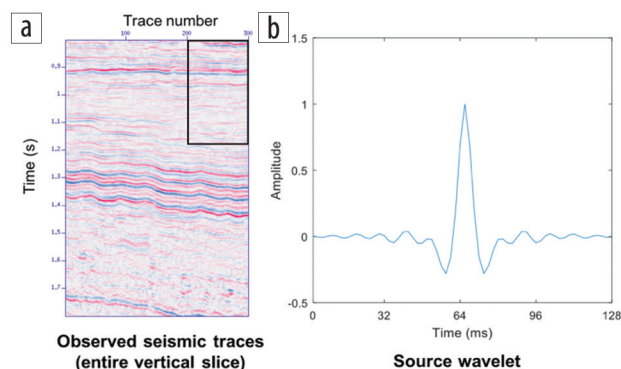 a
Trace number
100
200
300
0.9
1
1.1
1.2
1.3
1.4
1.5
1.6
1.7
Time (s)
Observed seismic traces
(entire vertical slice)
b
1.5
1
0.5
0
-0.5
Amplitude
0
32
64
96
128
Time (ms)
Source wavelet